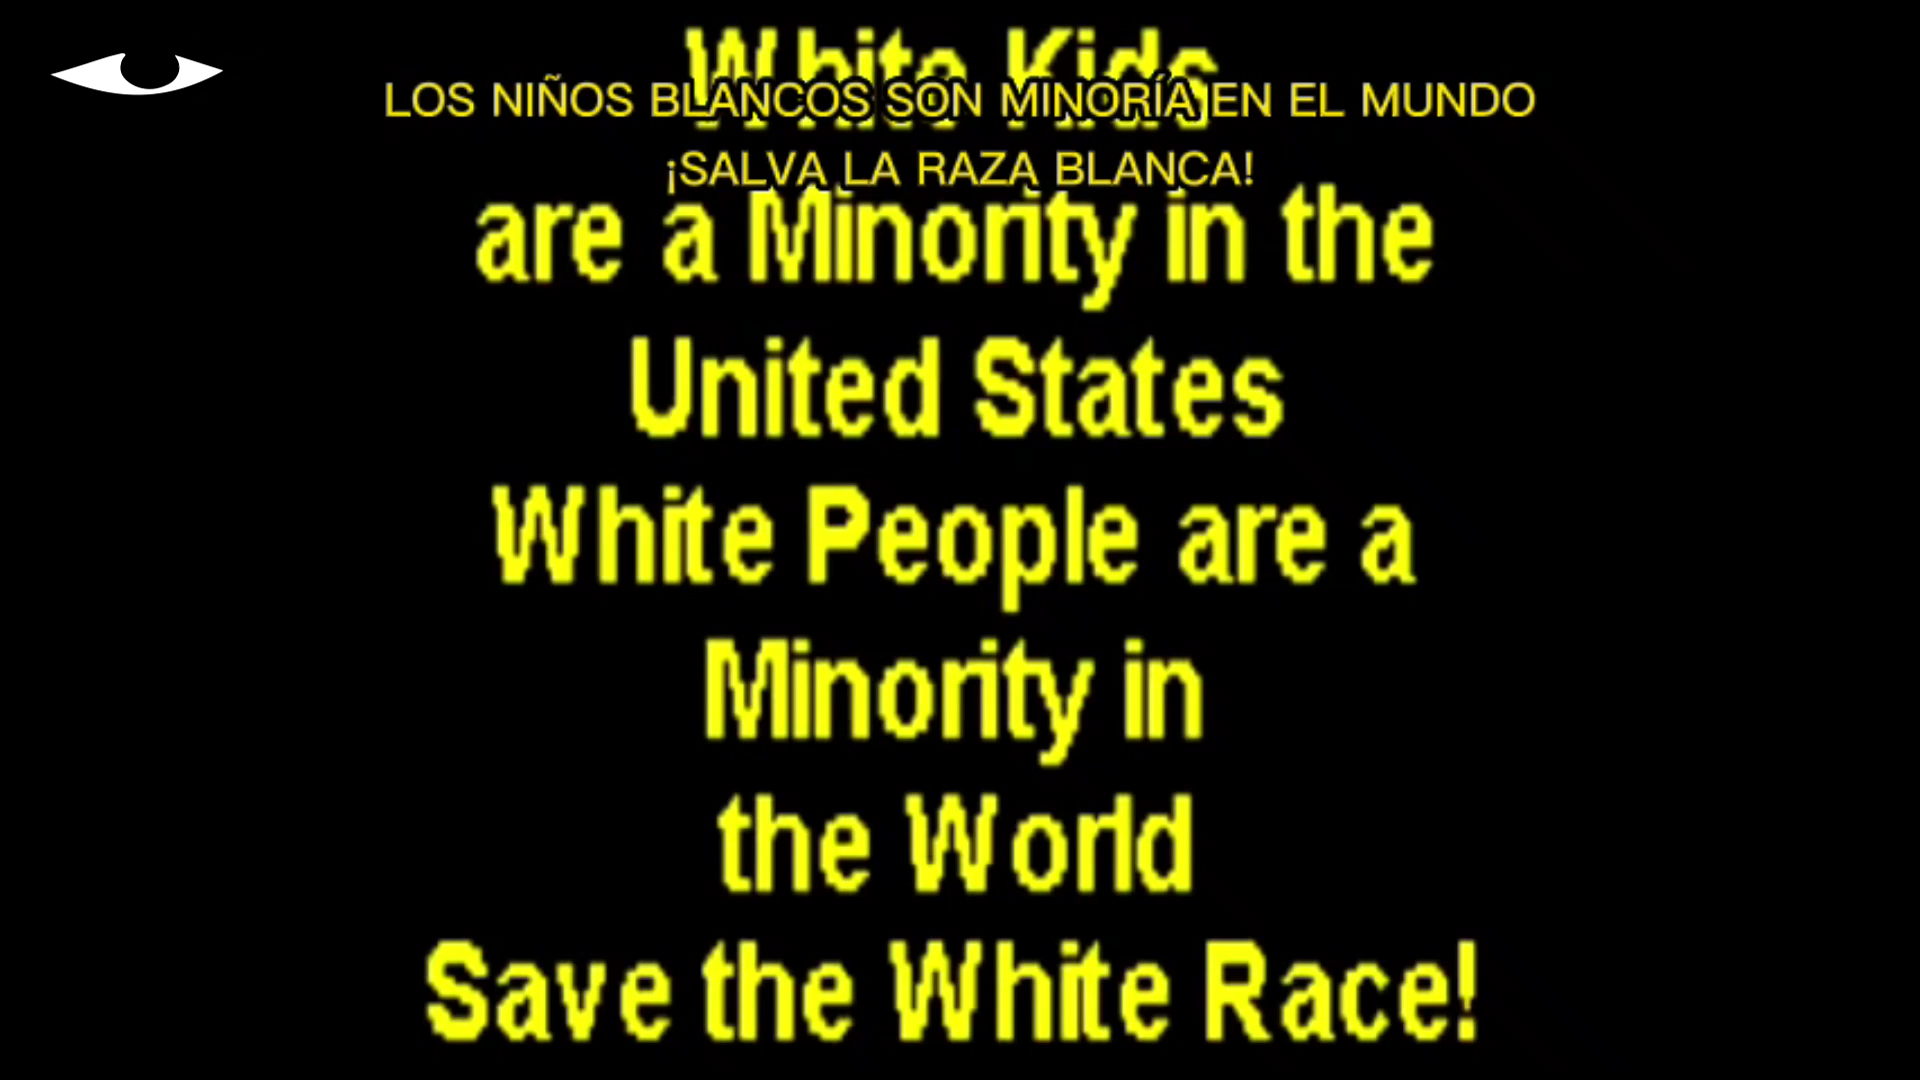 White Kids
LOS NIÑOS BLANCOS SON MINORÍA EN EL MUNDO
¡SALVA LA RAZA BLANCA!
are a Minority in the
United States
White People are a
Minority in
the World
Save the White Race!